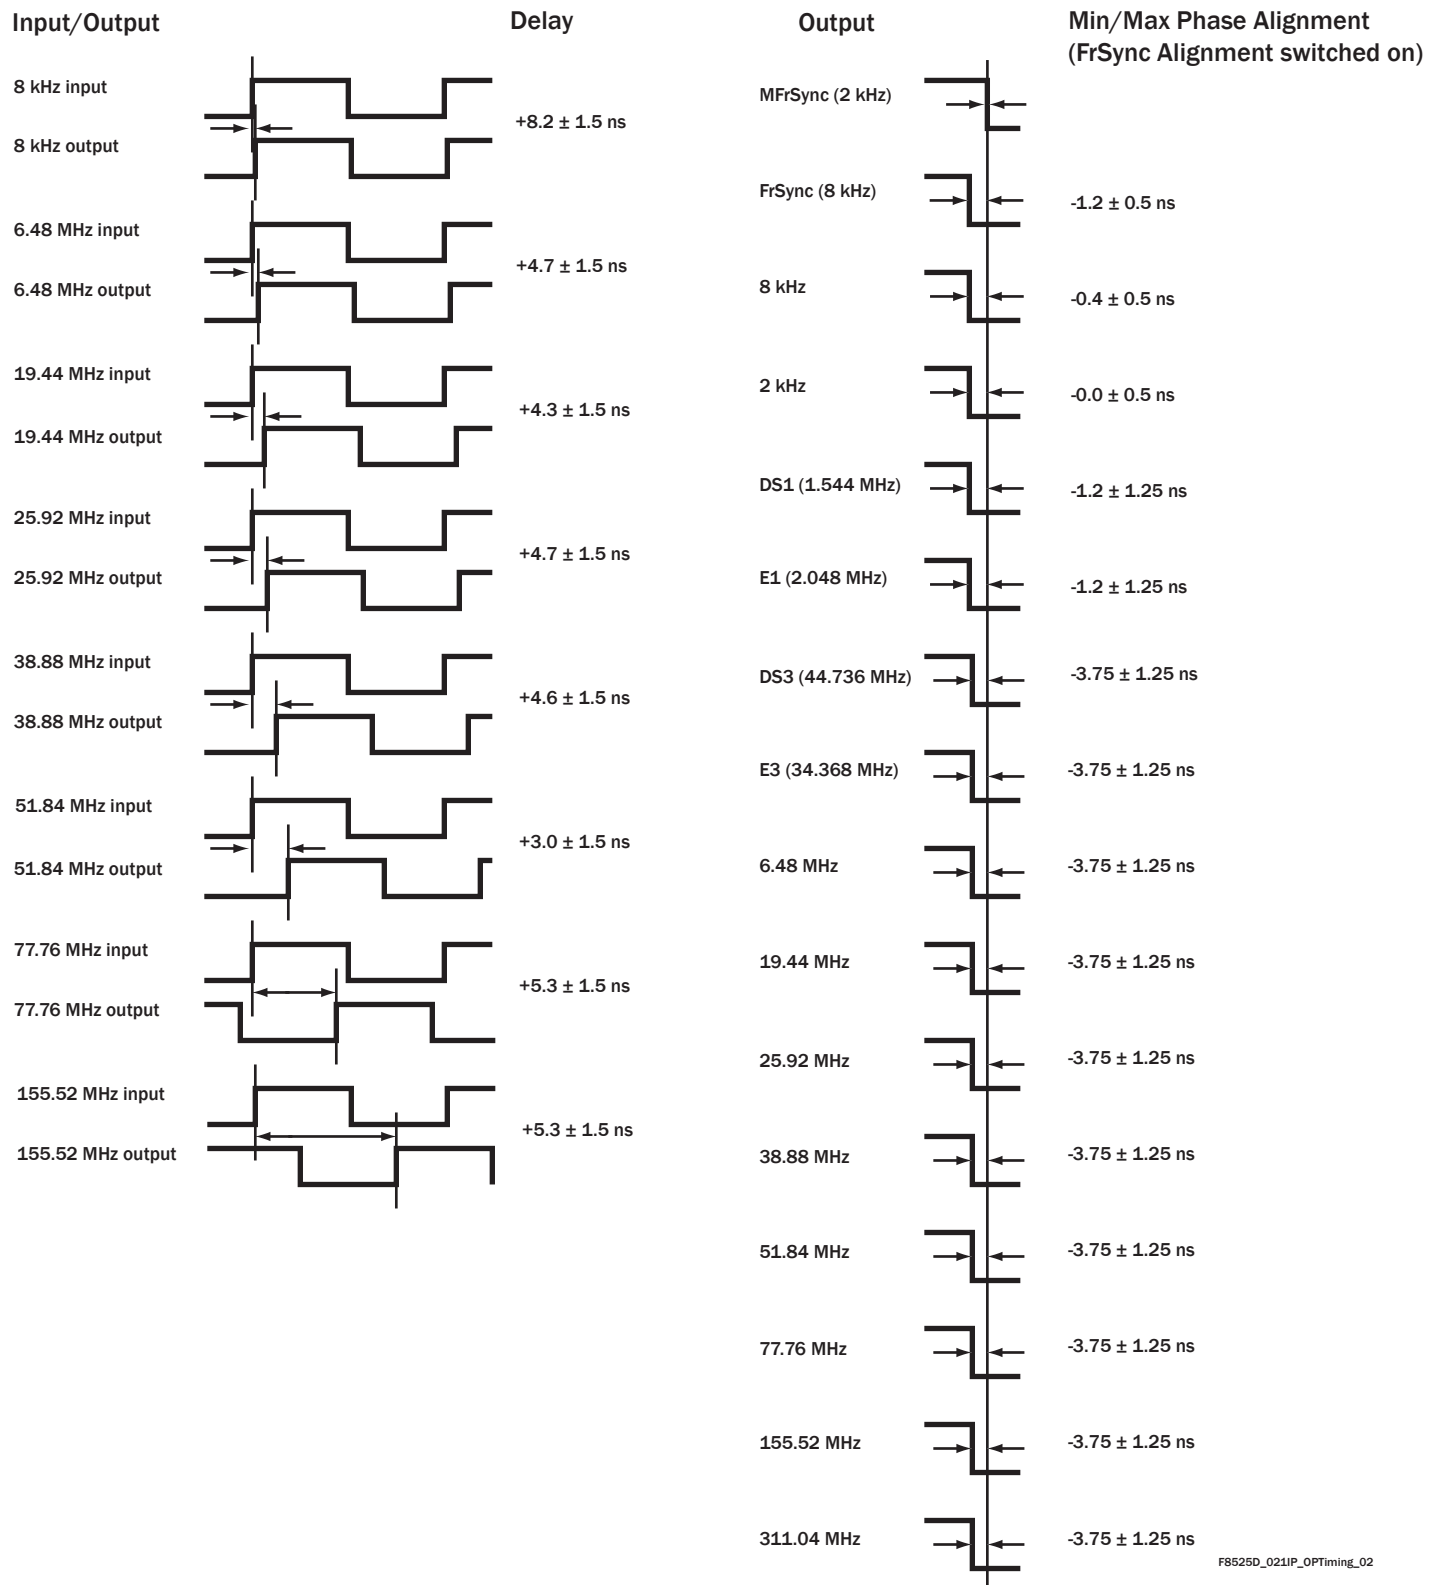 Input/Output
Delay
8 kHz input
8 kHz output
+8.2 ± 1.5 ns
6.48 MHz input
6.48 MHz output
+4.7 ± 1.5 ns
19.44 MHz input
19.44 MHz output
+4.3 ± 1.5 ns
25.92 MHz input
25.92 MHz output
+4.7 ± 1.5 ns
38.88 MHz input
38.88 MHz output
+4.6 ± 1.5 ns
51.84 MHz input
51.84 MHz output
+3.0 ± 1.5 ns
77.76 MHz input
77.76 MHz output
+5.3 ± 1.5 ns
155.52 MHz input
155.52 MHz output
+5.3 ± 1.5 ns
Output
Min/Max Phase Alignment
(FrSync Alignment switched on)
MFrSync (2 kHz)
FrSync (8 kHz)
-1.2 ± 0.5 ns
8 kHz
-0.4 ± 0.5 ns
2 kHz
-0.0 ± 0.5 ns
DS1 (1.544 MHz)
-1.2 ± 1.25 ns
E1 (2.048 MHz)
-1.2 ± 1.25 ns
DS3 (44.736 MHz)
-3.75 ± 1.25 ns
E3 (34.368 MHz)
-3.75 ± 1.25 ns
6.48 MHz
-3.75 ± 1.25 ns
19.44 MHz
-3.75 ± 1.25 ns
25.92 MHz
-3.75 ± 1.25 ns
38.88 MHz
-3.75 ± 1.25 ns
51.84 MHz
-3.75 ± 1.25 ns
77.76 MHz
-3.75 ± 1.25 ns
155.52 MHz
-3.75 ± 1.25 ns
311.04 MHz
-3.75 ± 1.25 ns
F8525D_021IP_OPTiming_02